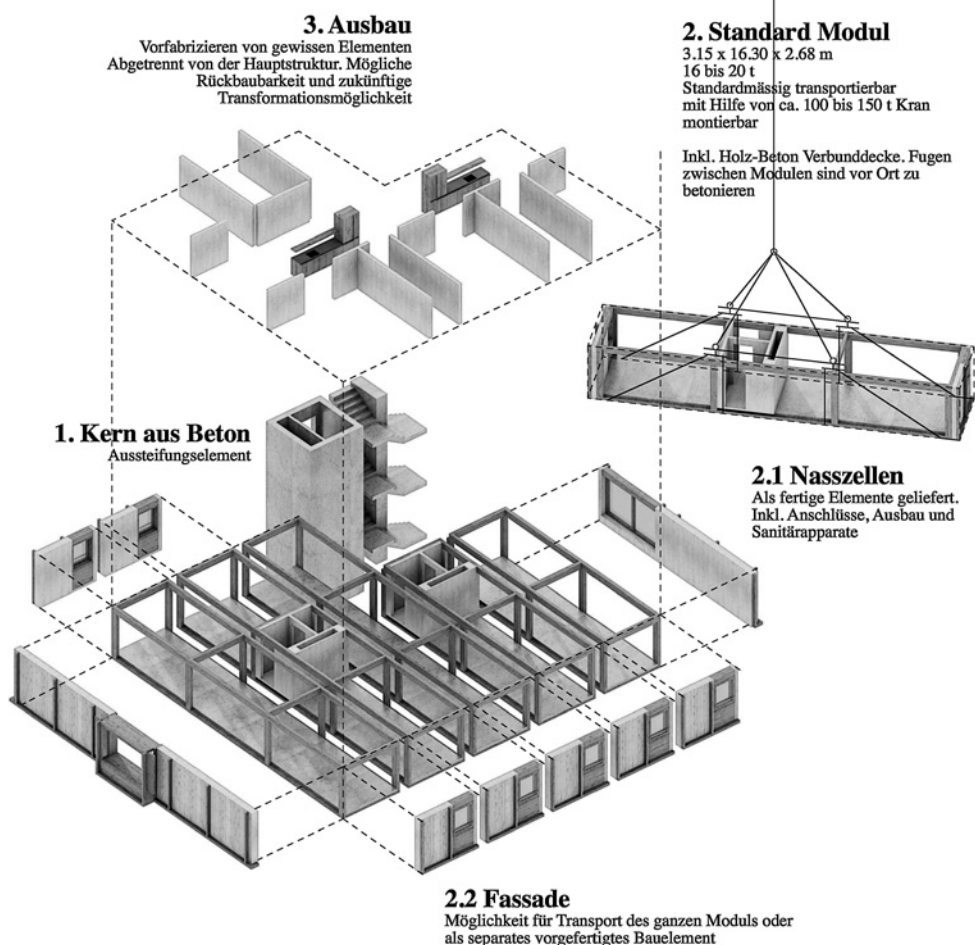 3. Ausbau
Vorfabrizieren von gewissen Elementen
Abgetrennt von der Hauptstruktur. Mögliche
Rückbaubarkeit und zukünftige
Transformationsmöglichkeit
2. Standard Modul
3.15 x 16.30 x 2.68 m
16 bis 20 t
Standardmässig transportierbar
mit Hilfe von ca. 100 bis 150 t Kran
montierbar
Inkl. Holz-Beton Verbunddecke. Fugen
zwischen Modulen sind vor Ort zu
betonieren
1. Kern aus Beton
Aussteifungselement
2.1 Nasszellen
Als fertige Elemente geliefert.
Inkl. Anschlüsse, Ausbau und
Sanitärapparate
2.2 Fassade
Möglichkeit für Transport des ganzen Moduls oder
als separates vorgefertigtes Bauelement